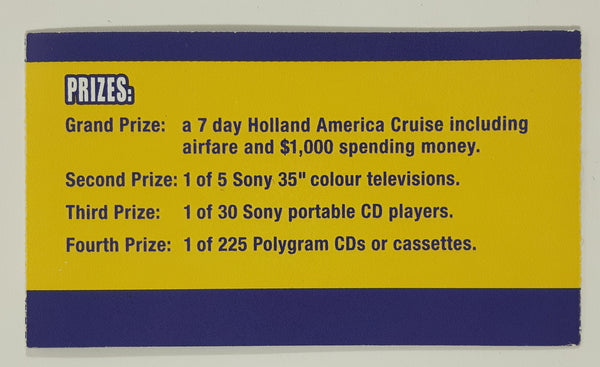 PRIZES:
Grand Prize: a 7 day Holland America Cruise including
airfare and $1,000 spending money.
Second Prize: 1 of 5 Sony 35" colour televisions.
Third Prize: 1 of 30 Sony portable CD players.
Fourth Prize: 1 of 225 Polygram CDs or cassettes.